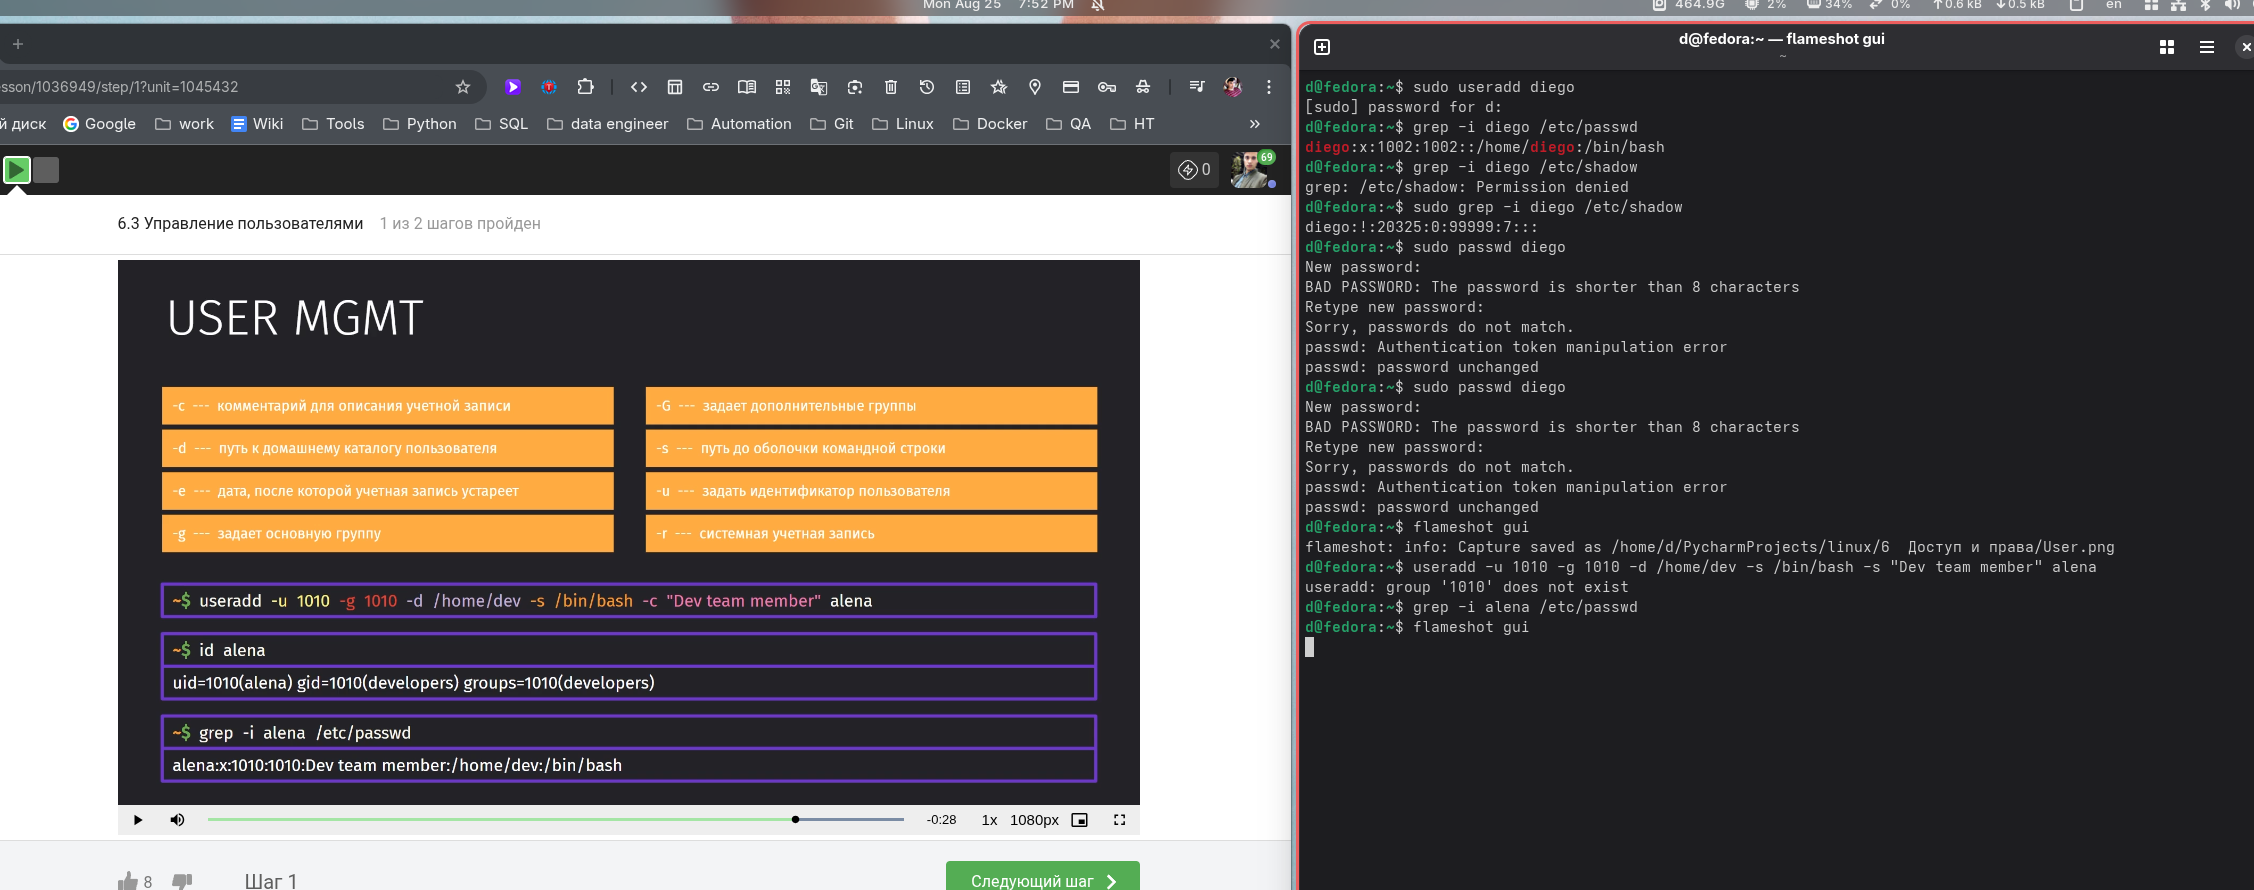 Mon Aug 25 7:52 PM
464.9G 2% 34% 0% ↑0.6 kB ↓0.5 kB en
sson/1036949/step/1?unit=1045432
й диск Google work Wiki Tools Python SQL data engineer Automation Git Linux Docker QA HT »
0 69
6.3 Управление пользователями 1 из 2 шагов пройден
USER MGMT
-c --- комментарий для описания учетной записи
-G --- задает дополнительные группы
-d --- путь к домашнему каталогу пользователя
-s --- путь до оболочки командной строки
-e --- дата, после которой учетная запись устареет
-u --- задать идентификатор пользователя
-g --- задает основную группу
-r --- системная учетная запись
~$ useradd -u 1010 -g 1010 -d /home/dev -s /bin/bash -c "Dev team member" alena
~$ id alena
uid=1010(alena) gid=1010(developers) groups=1010(developers)
~$ grep -i alena /etc/passwd
alena:x:1010:1010:Dev team member:/home/dev:/bin/bash
-0:28 1x 1080px
8 Шаг 1 Следующий шаг
d@fedora:~ — flameshot gui
~
d@fedora:~$ sudo useradd diego
[sudo] password for d:
d@fedora:~$ grep -i diego /etc/passwd
diego:x:1002:1002::/home/diego:/bin/bash
d@fedora:~$ grep -i diego /etc/shadow
grep: /etc/shadow: Permission denied
d@fedora:~$ sudo grep -i diego /etc/shadow
diego:!:20325:0:99999:7:::
d@fedora:~$ sudo passwd diego
New password:
BAD PASSWORD: The password is shorter than 8 characters
Retype new password:
Sorry, passwords do not match.
passwd: Authentication token manipulation error
passwd: password unchanged
d@fedora:~$ sudo passwd diego
New password:
BAD PASSWORD: The password is shorter than 8 characters
Retype new password:
Sorry, passwords do not match.
passwd: Authentication token manipulation error
passwd: password unchanged
d@fedora:~$ flameshot gui
flameshot: info: Capture saved as /home/d/PycharmProjects/linux/6  Доступ и права/User.png
d@fedora:~$ useradd -u 1010 -g 1010 -d /home/dev -s /bin/bash -s "Dev team member" alena
useradd: group '1010' does not exist
d@fedora:~$ grep -i alena /etc/passwd
d@fedora:~$ flameshot gui